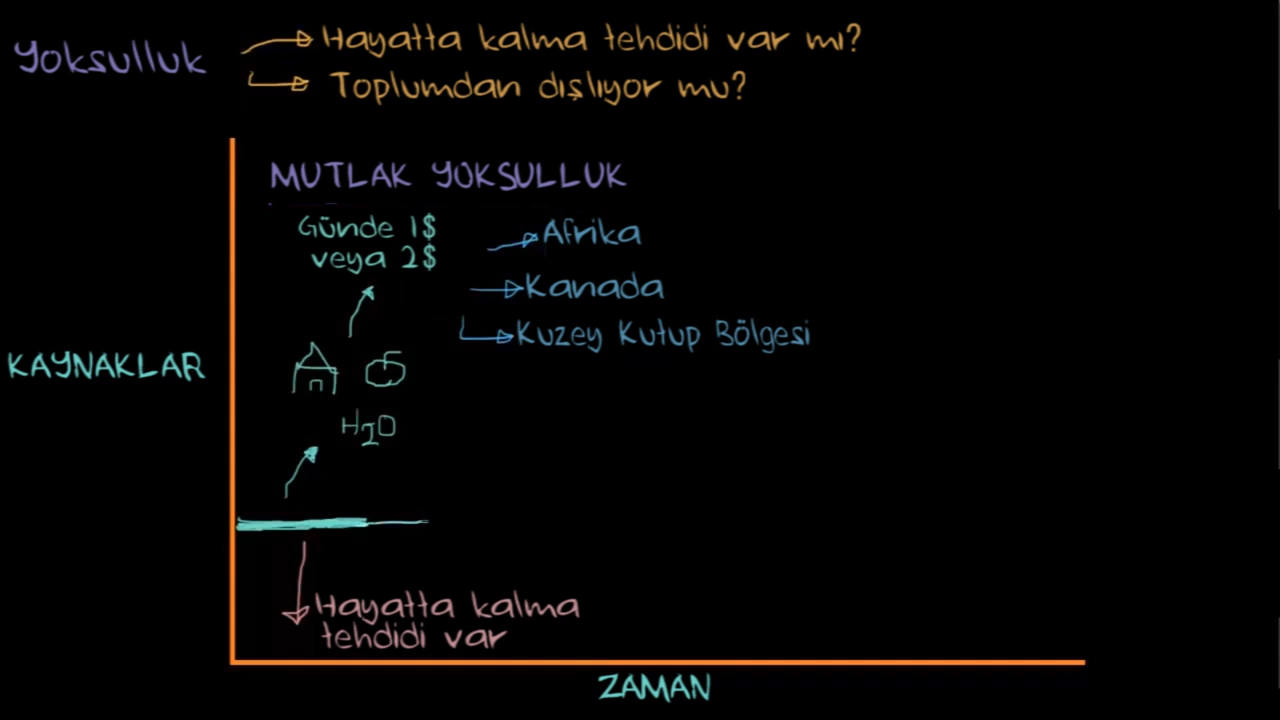 Yoksulluk
Hayatta kalma tehdidi var mı?
Toplumdan dışlıyor mu?
MUTLAK YOKSULLUK
Günde 1$
veya 2$
Afrika
Kanada
Kuzey Kutup Bölgesi
KAYNAKLAR
H2O
Hayatta kalma
tehdidi var
ZAMAN